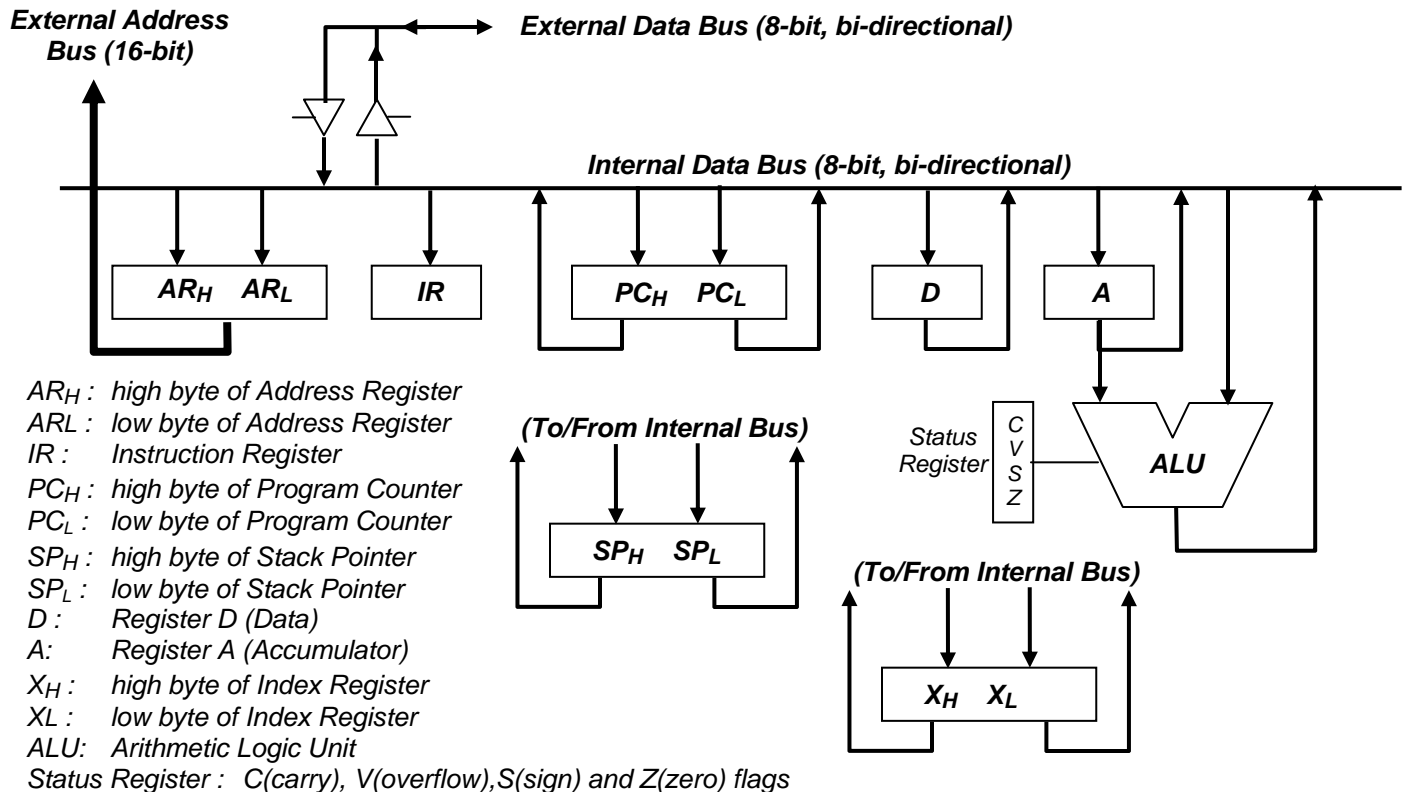 External Address
Bus (16-bit)
External Data Bus (8-bit, bi-directional)
Internal Data Bus (8-bit, bi-directional)
ARH ARL
IR
PCH PCL
D
A
ARH : high byte of Address Register
ARL : low byte of Address Register
IR : Instruction Register
PCH : high byte of Program Counter
PCL : low byte of Program Counter
SPH : high byte of Stack Pointer
SPL : low byte of Stack Pointer
D : Register D (Data)
A: Register A (Accumulator)
XH : high byte of Index Register
XL : low byte of Index Register
ALU: Arithmetic Logic Unit
Status Register : C(carry), V(overflow),S(sign) and Z(zero) flags
(To/From Internal Bus)
SPH SPL
Status
Register
C
V
S
Z
ALU
(To/From Internal Bus)
XH XL